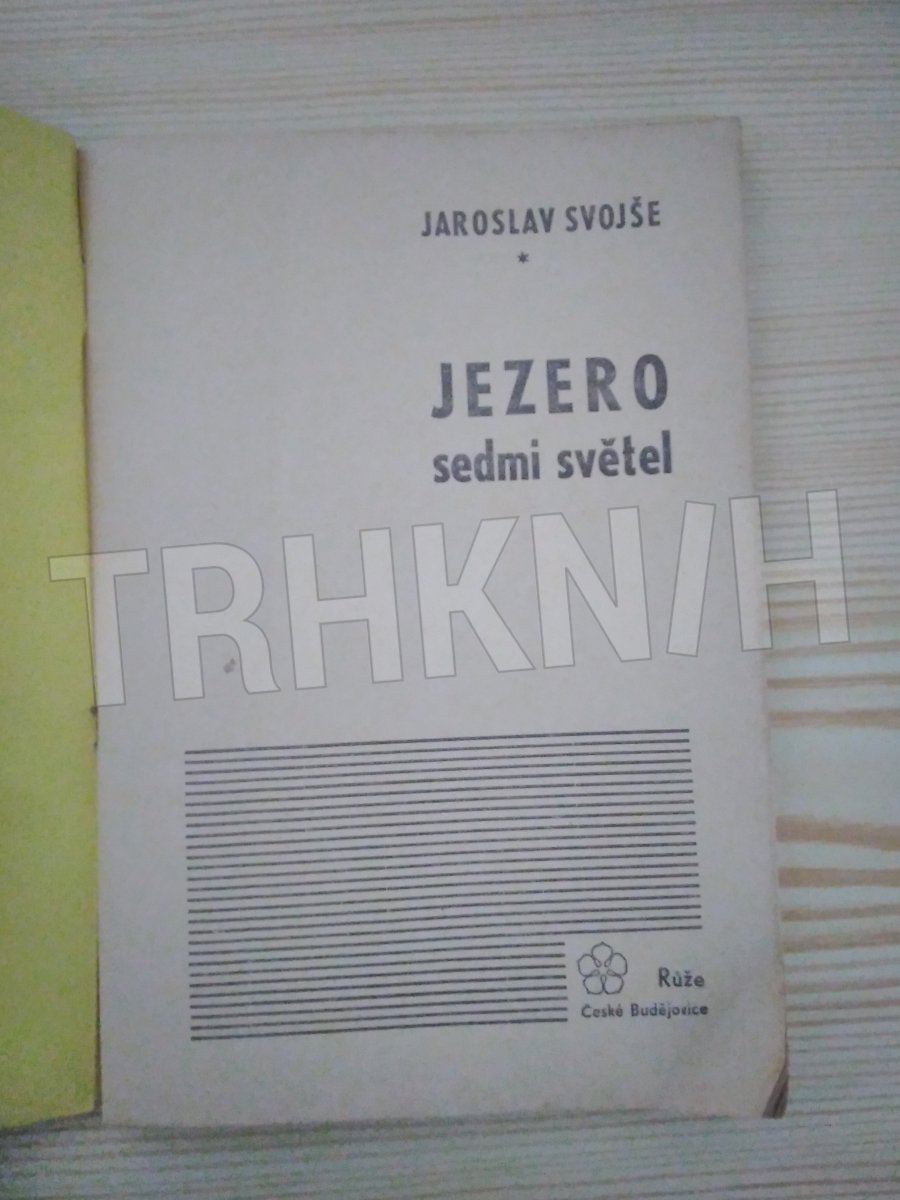 JAROSLAV SVOJŠE
*
JEZERO
sedmi světel
TRHKNIH
Růže
České Budějovice